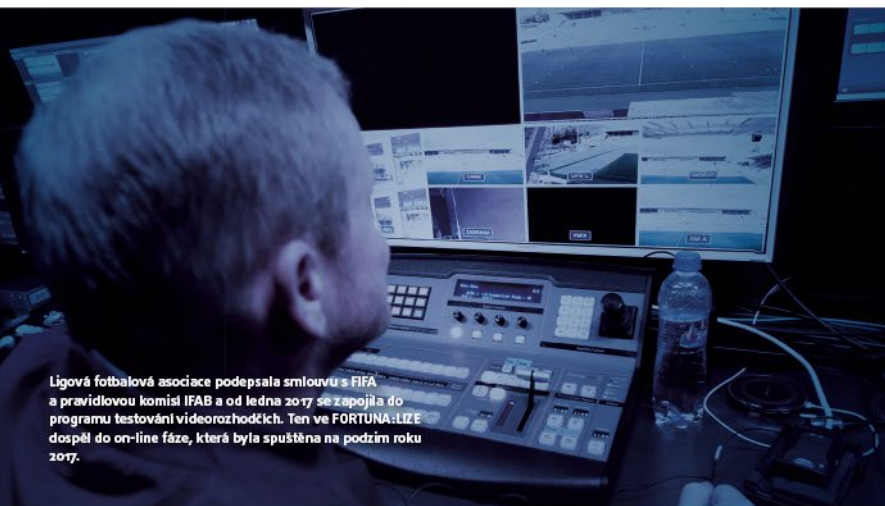 Ligová fotbalová asociace podepsala smlouvu s FIFA
a pravidlovou komisí IFAB a od ledna 2017 se zapojila do
programu testování videorozhodčích. Ten ve FORTUNA:LIZE
dospěl do on-line fáze, která byla spuštěna na podzim roku
2017.